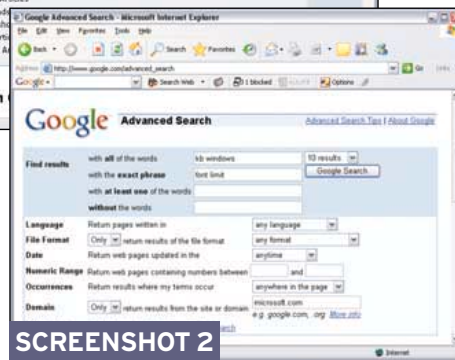 Google Advanced Search - Microsoft Internet Explorer
File Edit View Favorites Tools Help
Back Search Favorites
Address http://www.google.com/advanced_search Go Links
Google Search Web 81 blocked Options
Google Advanced Search Advanced Search Tips | About Google
Find results with all of the words kb windows 10 results
with the exact phrase font limit Google Search
with at least one of the words
without the words
Language Return pages written in any language
File Format Only return results of the file format any format
Date Return web pages updated in the anytime
Numeric Range Return web pages containing numbers between and
Occurrences Return results where my terms occur anywhere in the page
Domain Only return results from the site or domain microsoft.com
e.g. google.com, .org More info
SCREENSHOT 2
Internet